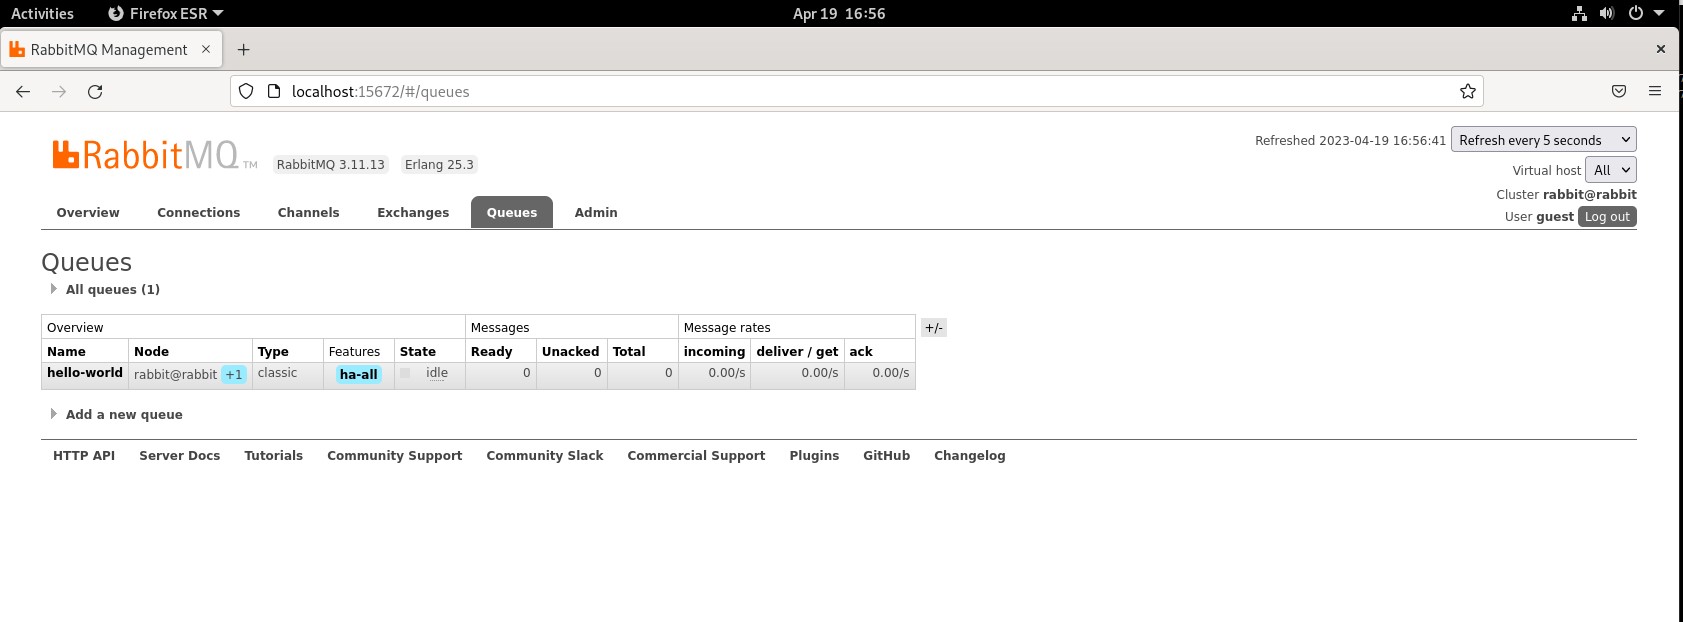 Activities Firefox ESR Apr 19 16:56
RabbitMQ Management
localhost:15672/#/queues
RabbitMQ TM RabbitMQ 3.11.13 Erlang 25.3
Refreshed 2023-04-19 16:56:41 Refresh every 5 seconds
Virtual host All
Cluster rabbit@rabbit
User guest Log out
Overview Connections Channels Exchanges Queues Admin
Queues
All queues (1)
Overview Messages Message rates +/-
Name Node Type Features State Ready Unacked Total incoming deliver / get ack
hello-world rabbit@rabbit +1 classic ha-all idle 0 0 0 0.00/s 0.00/s 0.00/s
Add a new queue
HTTP API Server Docs Tutorials Community Support Community Slack Commercial Support Plugins GitHub Changelog